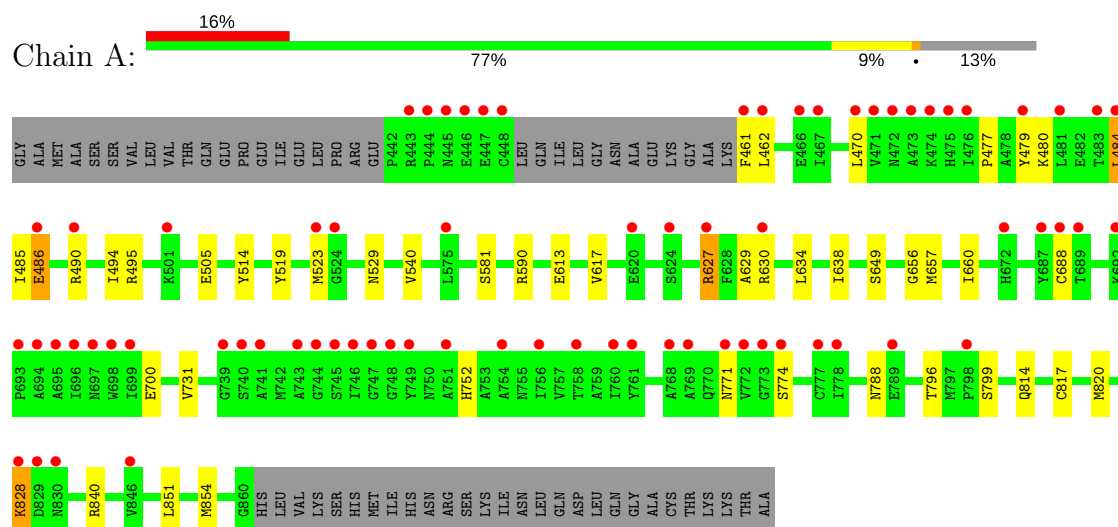 16%
Chain A:
77% 9% • 13%
GLY ALA MET ALA SER SER VAL LEU VAL THR GLN GLU PRO GLU ILE GLU LEU PRO ARG GLU P442 R443 P444 N445 E446 E447 C448 LEU GLN ILE LEU GLY ASN ALA GLU LYS GLY ALA LYS F461 L462 E466 I467 L470 V471 N472 A473 K474 H475 I476 P477 A478 Y479 K480 L481 E482 T483 L484
I485 E486 R490 I494 R495 K501 E505 Y514 Y519 M523 G524 N529 V540 L575 S581 R590 E613 V617 E620 S624 R627 F628 A629 R630 L634 I638 S649 G656 M657 I660 H672 Y687 C688 T689 K692
P693 A694 A695 I696 N697 W698 I699 E700 V731 G739 S740 A741 M742 A743 G744 S745 I746 G747 G748 Y749 N750 A751 H752 A753 A754 N755 I756 V757 T758 A759 I760 Y761 A768 A769 Q770 N771 V772 G773 S774 C777 I778 N788 E789 T796 M797 P798 S799 Q814 C817 M820
K828 D829 N830 R840 V846 L851 M854 G860 HIS LEU VAL LYS SER HIS MET ILE HIS ASN ARG SER LYS ILE ASN LEU GLN ASP LEU GLN GLY ALA CYS THR LYS LYS THR ALA